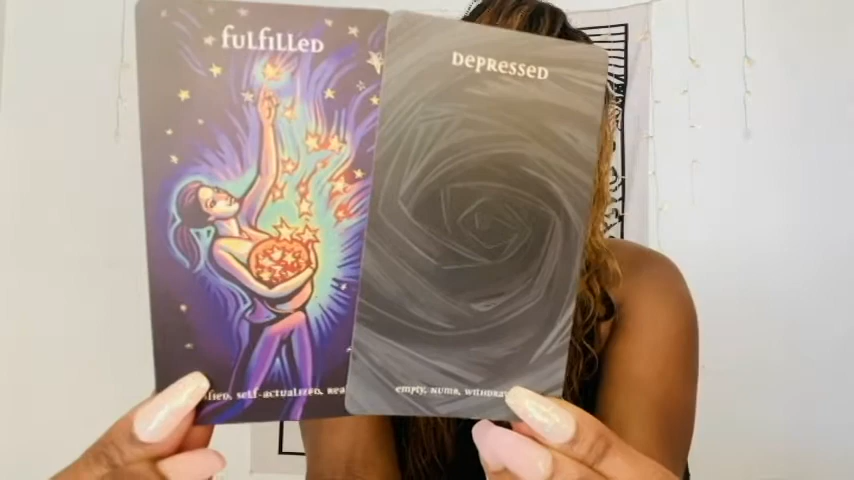 fulfilled
Depressed
self-actualized,
empty, numb,